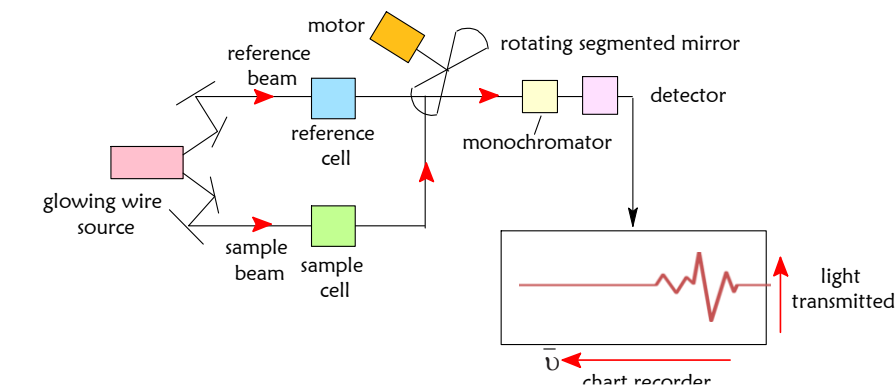 motor
rotating segmented mirror
reference
beam
detector
reference
cell
monochromator
glowing wire
source
sample
beam
sample
cell
light
transmitted
ῡ
chart recorder